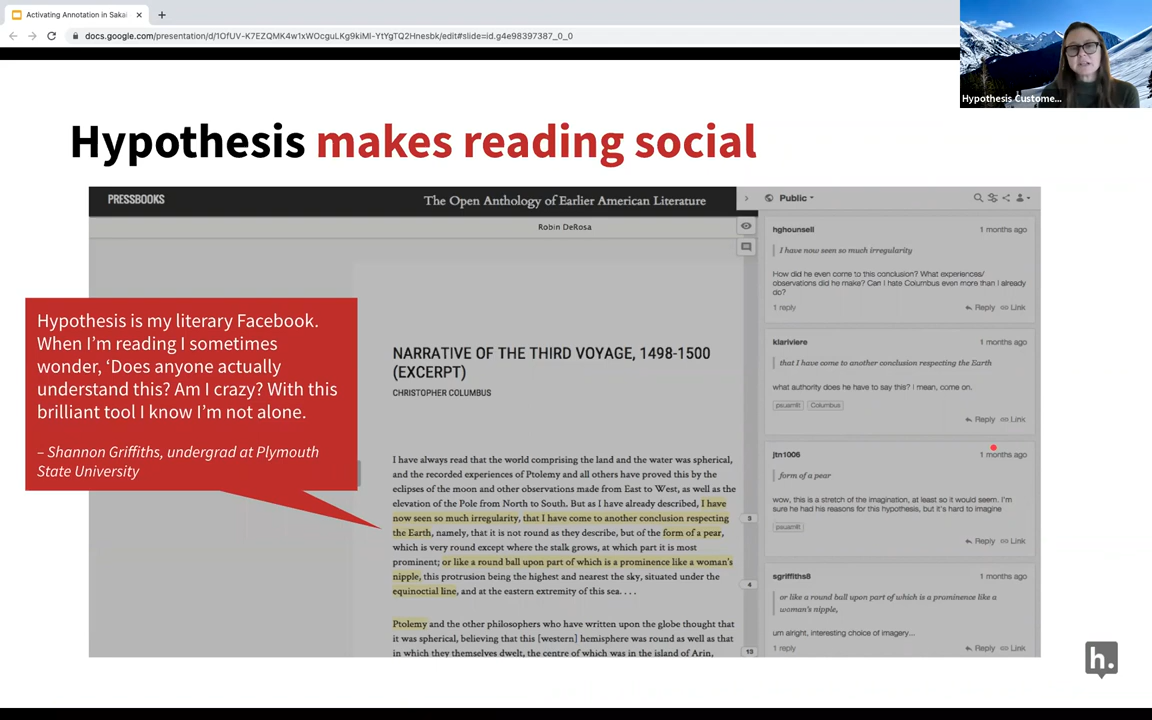 Activating Annotation in Sakai
docs.google.com/presentation/d/1OfUV-K7EZQMK4w1xWOcguLKg9kiMl-YtYgTQ2Hnesbk/edit#slide=id.g4e98397387_0_0
Hypothesis Custome...
Hypothesis makes reading social
PRESSBOOKS
The Open Anthology of Earlier American Literature
Robin DeRosa
Hypothesis is my literary Facebook.
When I'm reading I sometimes
wonder, ‘Does anyone actually
understand this? Am I crazy? With this
brilliant tool I know I'm not alone.
– Shannon Griffiths, undergrad at Plymouth
State University
NARRATIVE OF THE THIRD VOYAGE, 1498-1500
(EXCERPT)
CHRISTOPHER COLUMBUS
I have always read that the world comprising the land and the water was spherical,
and the recorded experiences of Ptolemy and all others have proved this by the
eclipses of the moon and other observations made from East to West, as well as the
elevation of the Pole from North to South. But as I have already described, I have
now seen so much irregularity, that I have come to another conclusion respecting
the Earth, namely, that it is not round as they describe, but of the form of a pear,
which is very round except where the stalk grows, at which part it is most
prominent; or like a round ball upon part of which is a prominence like a woman's
nipple, this protrusion being the highest and nearest the sky, situated under the
equinoctial line, and at the eastern extremity of this sea. . . .
Ptolemy and the other philosophers who have written upon the globe thought that
it was spherical, believing that this [western] hemisphere was round as well as that
in which they themselves dwelt, the centre of which was in the island of Arin,
3
4
13
Public
hghounsell 1 months ago
I have now seen so much irregularity
How did he even come to this conclusion? What experiences/
observations did he make? Can I hate Columbus even more than I already
do?
1 reply Reply Link
klariviere 1 months ago
that I have come to another conclusion respecting the Earth
what authority does he have to say this? I mean, come on.
psuamlit Columbus
Reply Link
jtn1006 1 months ago
form of a pear
wow, this is a stretch of the imagination, at least so it would seem. I'm
sure he had his reasons for this hypothesis, but it's hard to imagine
psuamlit
Reply Link
sgriffiths8 1 months ago
or like a round ball upon part of which is a prominence like a
woman's nipple,
um alright, interesting choice of imagery...
1 reply Reply Link
h.